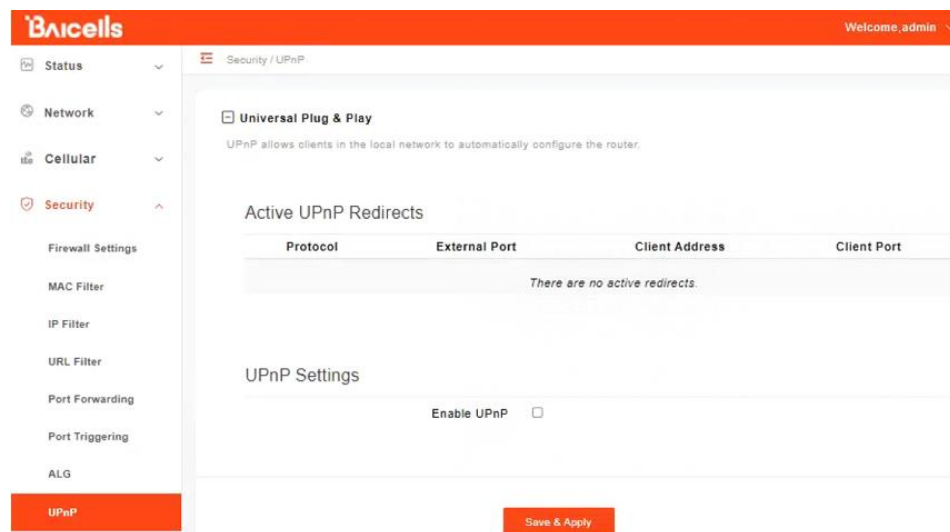 BAICELLS
Welcome,admin
Status
Security / UPnP
Network
Universal Plug & Play
UPnP allows clients in the local network to automatically configure the router.
Cellular
Security
Active UPnP Redirects
Protocol External Port Client Address Client Port
Firewall Settings
There are no active redirects.
MAC Filter
IP Filter
URL Filter
UPnP Settings
Port Forwarding
Enable UPnP
Port Triggering
ALG
UPnP
Save & Apply